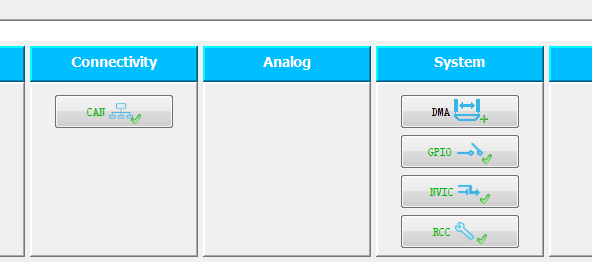 Connectivity
Analog
System
CAN
DMA
GPIO
NVIC
RCC